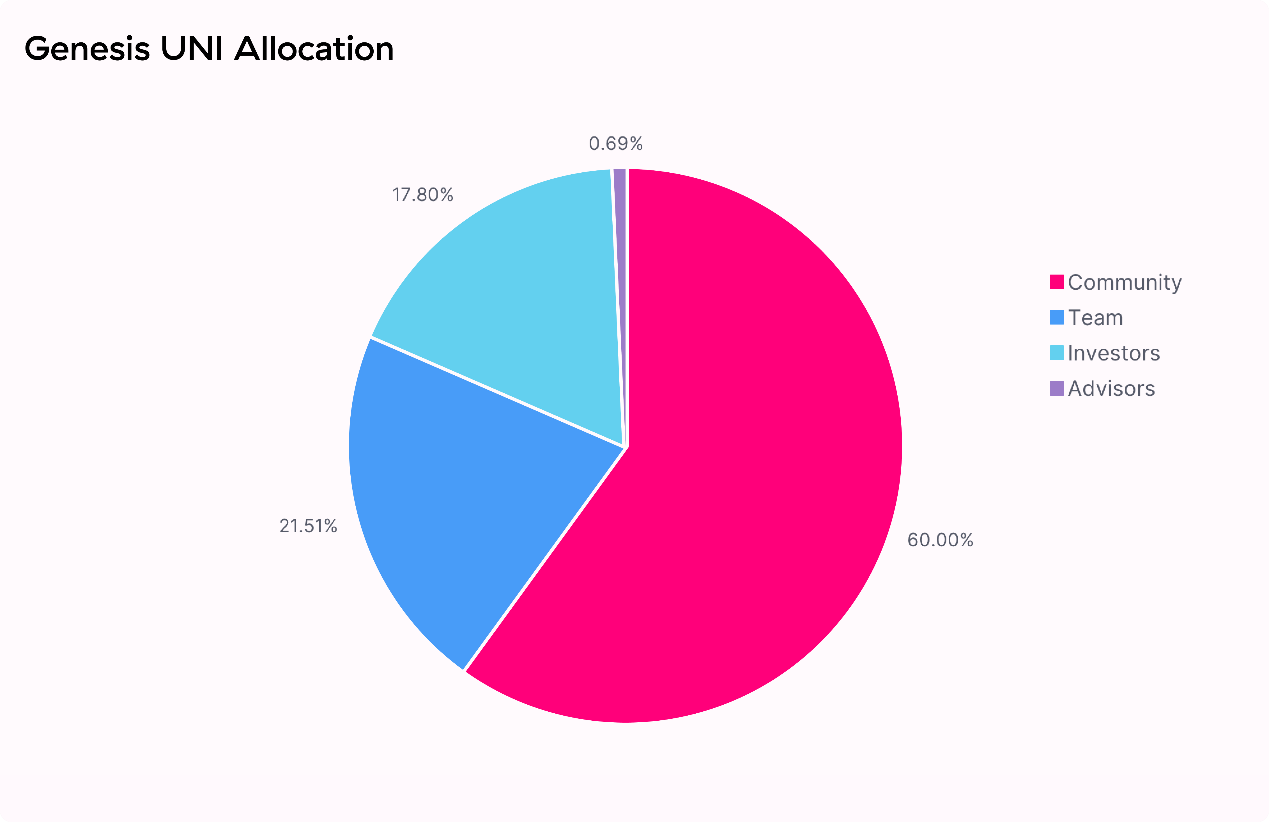 Genesis UNI Allocation
0.69%
17.80%
21.51%
60.00%
Community
Team
Investors
Advisors